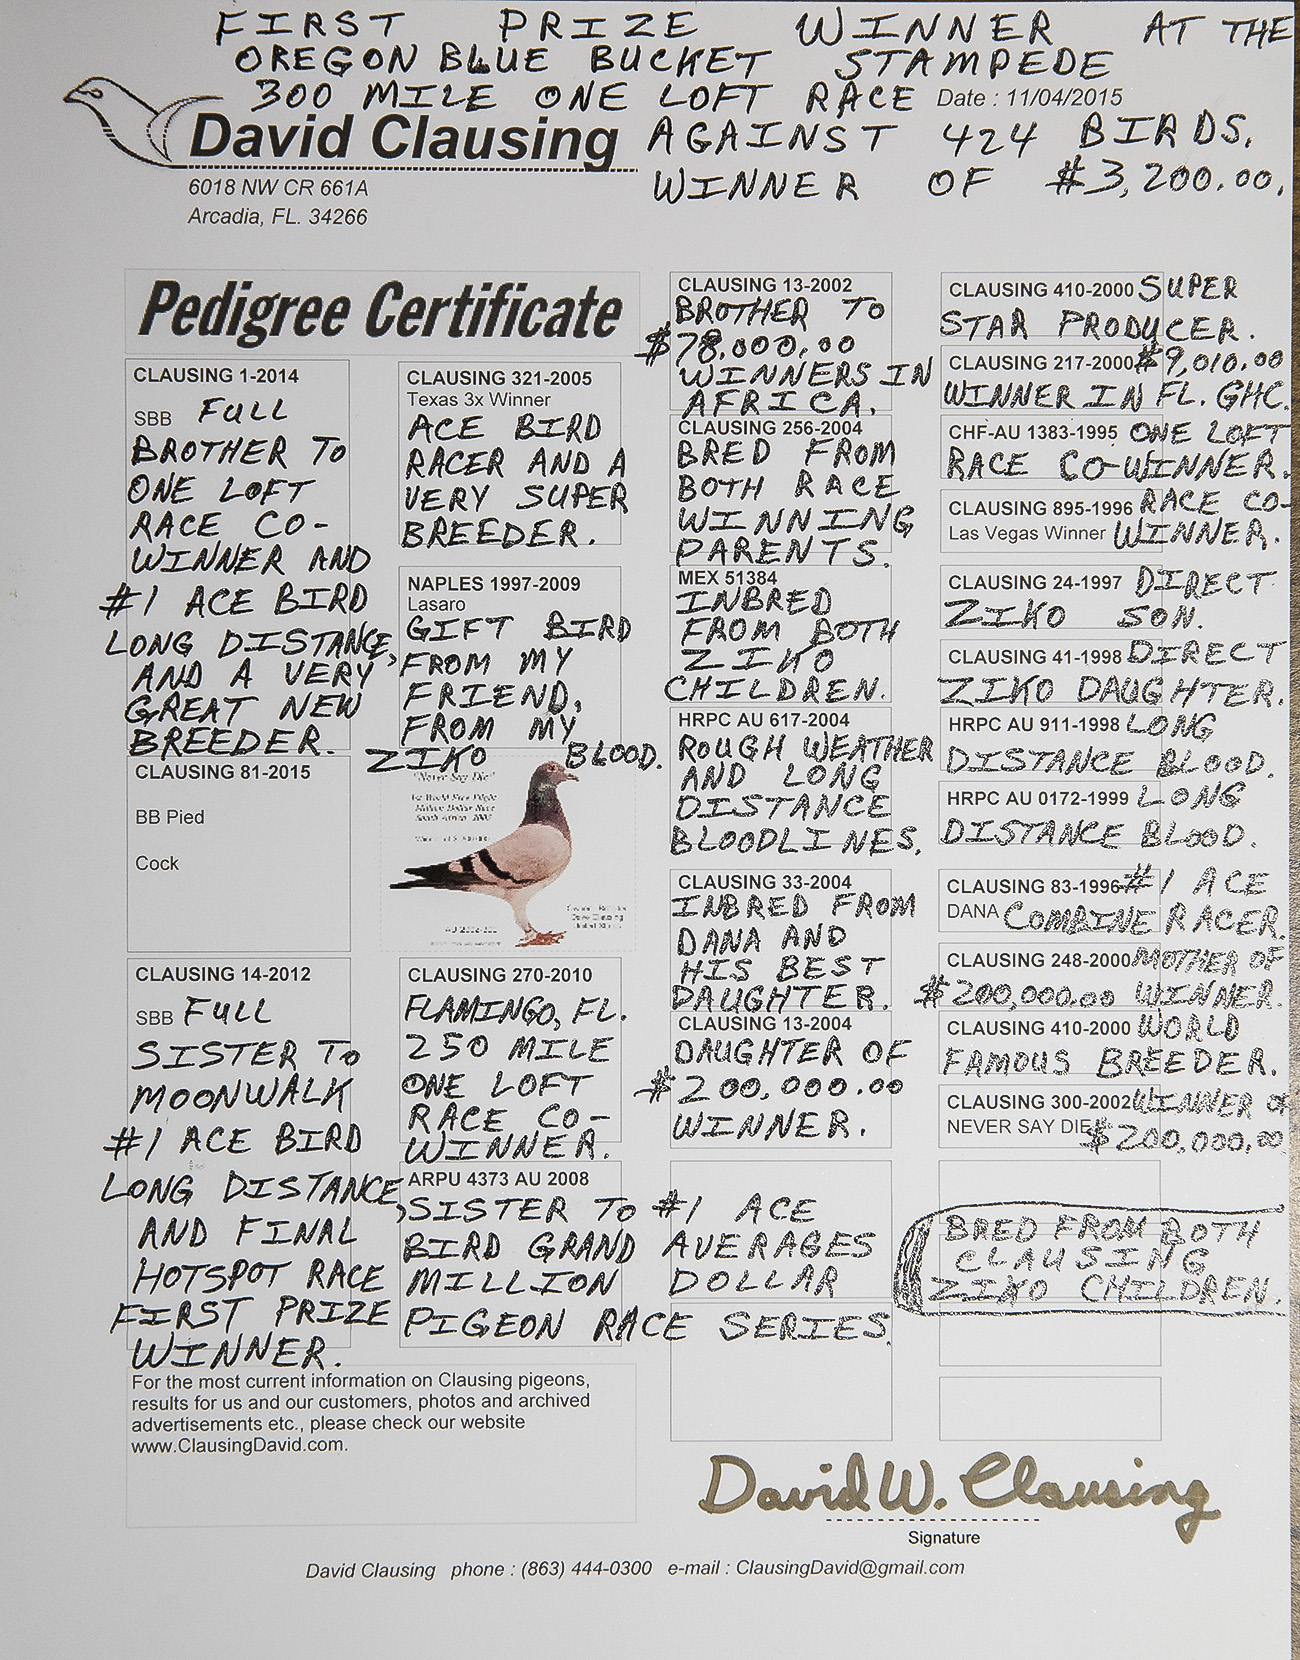 FIRST PRIZE WINNER AT THE
OREGON BLUE BUCKET STAMPEDE
300 MILE ONE LOFT RACE Date : 11/04/2015
David Clausing AGAINST 424 BIRDS.
WINNER OF $3,200.00.
6018 NW CR 661A
Arcadia, FL. 34266
Pedigree Certificate
CLAUSING 1-2014
SBB FULL
BROTHER TO
ONE LOFT
RACE CO-
WINNER AND
#1 ACE BIRD
LONG DISTANCE,
AND A VERY
GREAT NEW
BREEDER.
CLAUSING 81-2015
BB Pied
Cock
CLAUSING 14-2012
SBB FULL
SISTER TO
MOONWALK
#1 ACE BIRD
LONG DISTANCE,
AND FINAL
HOTSPOT RACE
FIRST PRIZE
WINNER.
CLAUSING 321-2005
Texas 3x Winner
ACE BIRD
RACER AND A
VERY SUPER
BREEDER.
NAPLES 1997-2009
Lasaro
GIFT BIRD
FROM MY
FRIEND,
FROM MY
ZIKO BLOOD.
"Never Say Die"
CLAUSING 270-2010
FLAMINGO, FL.
250 MILE
ONE LOFT
RACE CO-
WINNER.
ARPU 4373 AU 2008
SISTER TO #1 ACE
BIRD GRAND AVERAGES
MILLION DOLLAR
PIGEON RACE SERIES.
CLAUSING 13-2002
BROTHER TO
$78,000.00
WINNERS IN
AFRICA.
CLAUSING 256-2004
BRED FROM
BOTH RACE
WINNING
PARENTS.
MEX 51384
INBRED
FROM BOTH
ZIKO
CHILDREN.
HRPC AU 617-2004
ROUGH WEATHER
AND LONG
DISTANCE
BLOODLINES.
CLAUSING 33-2004
INBRED FROM
DANA AND
HIS BEST
DAUGHTER.
CLAUSING 13-2004
DAUGHTER OF
$200,000.00
WINNER.
CLAUSING 410-2000 SUPER
STAR PRODUCER.
CLAUSING 217-2000 $9,010.00
WINNER IN FL. GHC.
CHF-AU 1383-1995 ONE LOFT
RACE CO-WINNER.
CLAUSING 895-1996 RACE CO-
Las Vegas Winner WINNER.
CLAUSING 24-1997 DIRECT
ZIKO SON.
CLAUSING 41-1998 DIRECT
ZIKO DAUGHTER.
HRPC AU 911-1998 LONG
DISTANCE BLOOD.
HRPC AU 0172-1999 LONG
DISTANCE BLOOD.
CLAUSING 83-1996 #1 ACE
DANA COMBINE RACER.
CLAUSING 248-2000 MOTHER OF
$200,000.00 WINNER.
CLAUSING 410-2000 WORLD
FAMOUS BREEDER.
CLAUSING 300-2002 WINNER OF
NEVER SAY DIE $200,000.00
BRED FROM BOTH
CLAUSING
ZIKO CHILDREN.
For the most current information on Clausing pigeons,
results for us and our customers, photos and archived
advertisements etc., please check our website
www.ClausingDavid.com.
David W. Clausing
Signature
David Clausing phone : (863) 444-0300 e-mail : ClausingDavid@gmail.com